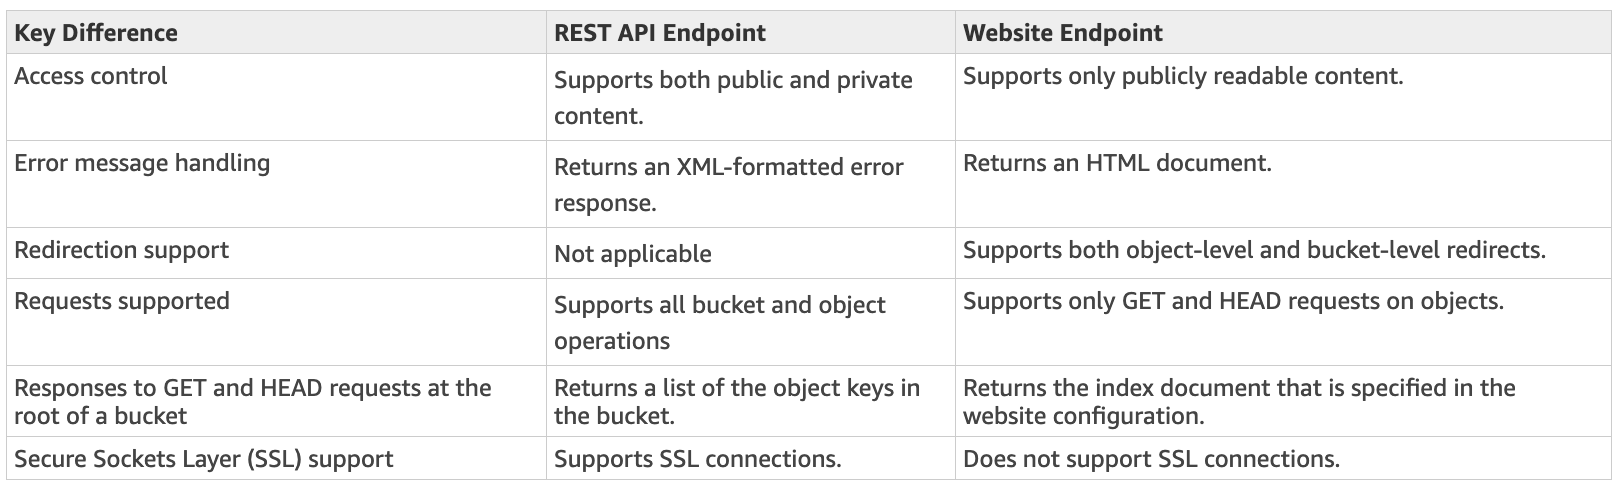 Key Difference
REST API Endpoint
Website Endpoint
Access control
Supports both public and private
content.
Supports only publicly readable content.
Error message handling
Returns an XML-formatted error
response.
Returns an HTML document.
Redirection support
Not applicable
Supports both object-level and bucket-level redirects.
Requests supported
Supports all bucket and object
operations
Supports only GET and HEAD requests on objects.
Responses to GET and HEAD requests at the
root of a bucket
Returns a list of the object keys in
the bucket.
Returns the index document that is specified in the
website configuration.
Secure Sockets Layer (SSL) support
Supports SSL connections.
Does not support SSL connections.